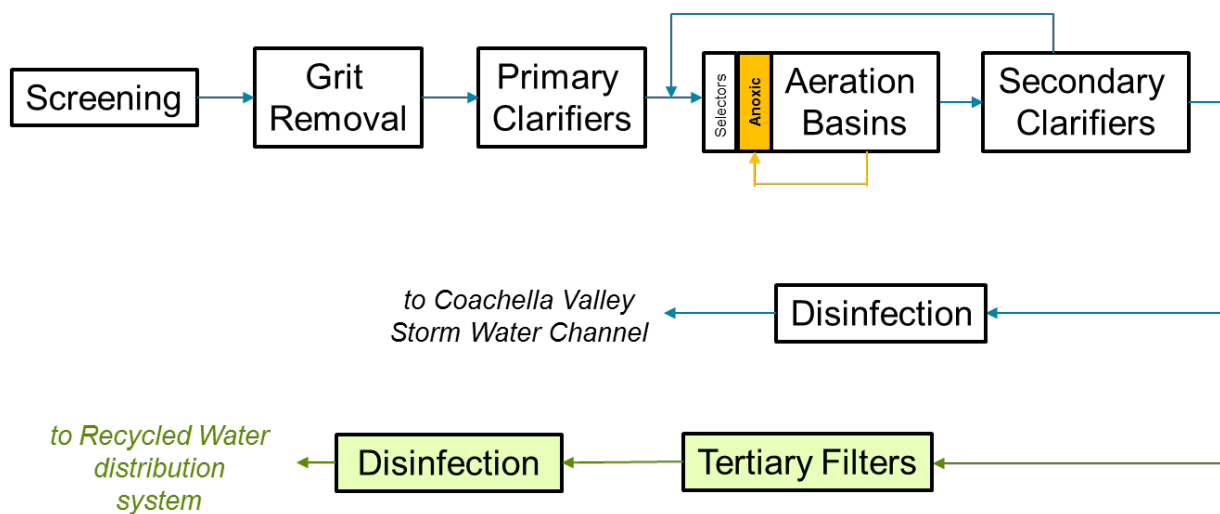 Screening
Grit
Removal
Primary
Clarifiers
Selectors
Anoxic
Aeration
Basins
Secondary
Clarifiers
to Coachella Valley
Storm Water Channel
Disinfection
to Recycled Water
distribution
system
Disinfection
Tertiary Filters